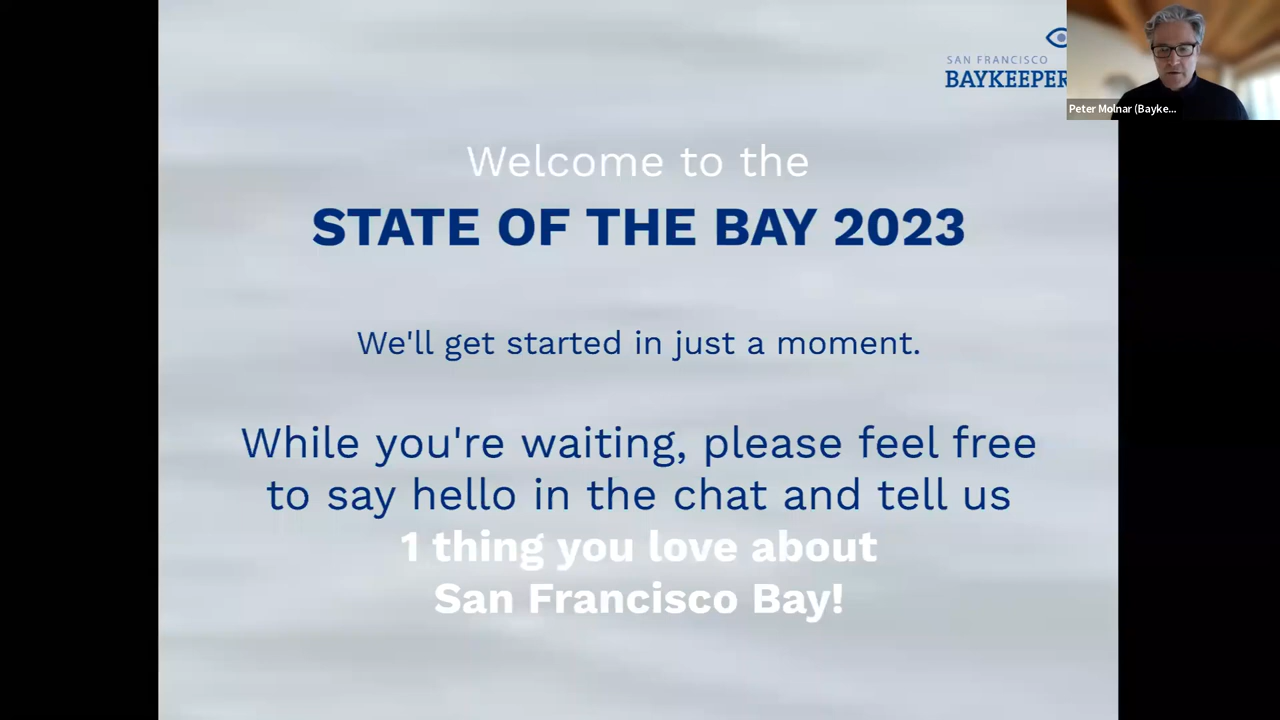 SAN FRANCISCO
BAYKEEPER
Peter Molnar (Bayke...
Welcome to the
STATE OF THE BAY 2023
We'll get started in just a moment.
While you're waiting, please feel free
to say hello in the chat and tell us
1 thing you love about
San Francisco Bay!